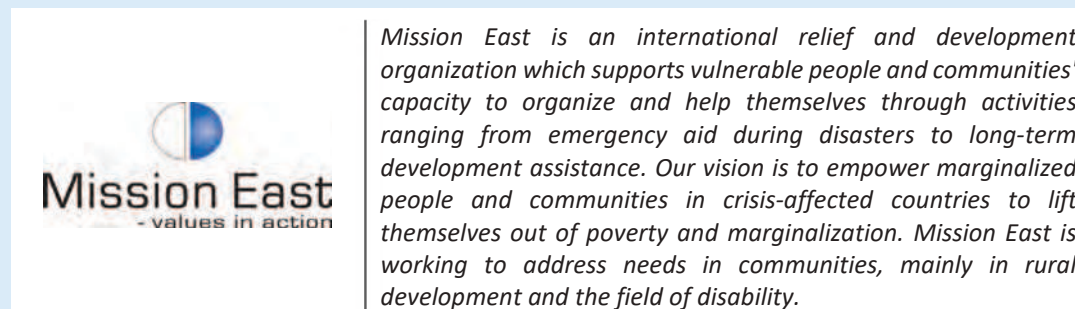 Mission East
- values in action
Mission East is an international relief and development
organization which supports vulnerable people and communities'
capacity to organize and help themselves through activities
ranging from emergency aid during disasters to long-term
development assistance. Our vision is to empower marginalized
people and communities in crisis-affected countries to lift
themselves out of poverty and marginalization. Mission East is
working to address needs in communities, mainly in rural
development and the field of disability.